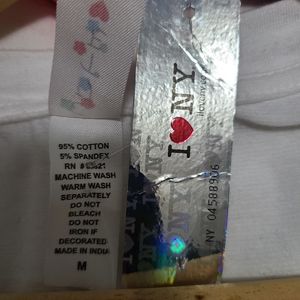 95% COTTON
5% SPANDEX
MACHINE WASH
WARM WASH
SEPARATELY
DO NOT
BLEACH
DO NOT
IRON IF
DECORATED
MADE IN INDIA
M
I ♥ NY
NY 04588906